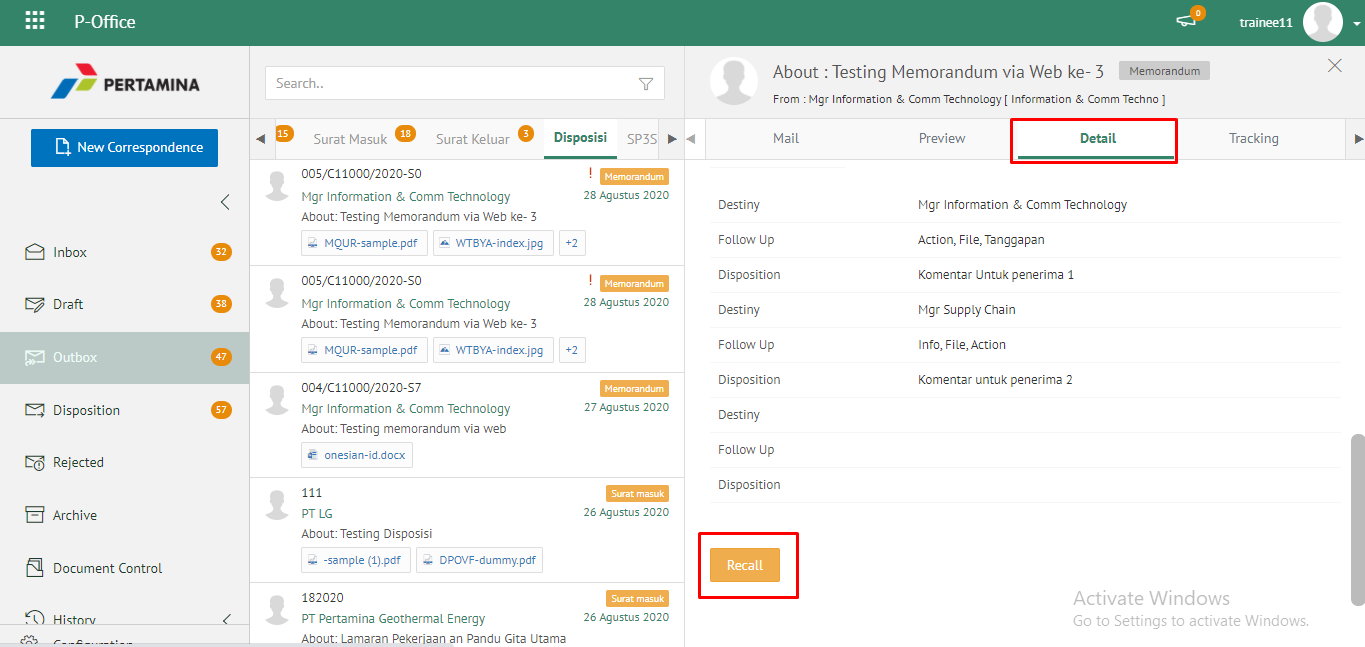 P-Office
0
trainee11
PERTAMINA
New Correspondence
Inbox 32
Draft 38
Outbox 47
Disposition 57
Rejected
Archive
Document Control
History
Configuration
Search..
15 Surat Masuk 18 Surat Keluar 3 Disposisi SP3S
005/C11000/2020-S0 ! Memorandum
Mgr Information & Comm Technology 28 Agustus 2020
About: Testing Memorandum via Web ke- 3
MQUR-sample.pdf WTBYA-index.jpg +2
005/C11000/2020-S0 ! Memorandum
Mgr Information & Comm Technology 28 Agustus 2020
About: Testing Memorandum via Web ke- 3
MQUR-sample.pdf WTBYA-index.jpg +2
004/C11000/2020-S7 Memorandum
Mgr Information & Comm Technology 27 Agustus 2020
About: Testing memorandum via web
onesian-id.docx
111 Surat masuk
PT LG 26 Agustus 2020
About: Testing Disposisi
-sample (1).pdf DPOVF-dummy.pdf
182020 Surat masuk
PT Pertamina Geothermal Energy 26 Agustus 2020
About: Lamaran Pekerjaan an Pandu Gita Utama
About : Testing Memorandum via Web ke- 3 Memorandum
From : Mgr Information & Comm Technology [ Information & Comm Techno ]
Mail Preview Detail Tracking
Destiny Mgr Information & Comm Technology
Follow Up Action, File, Tanggapan
Disposition Komentar Untuk penerima 1
Destiny Mgr Supply Chain
Follow Up Info, File, Action
Disposition Komentar untuk penerima 2
Destiny
Follow Up
Disposition
Recall
Activate Windows
Go to Settings to activate Windows.